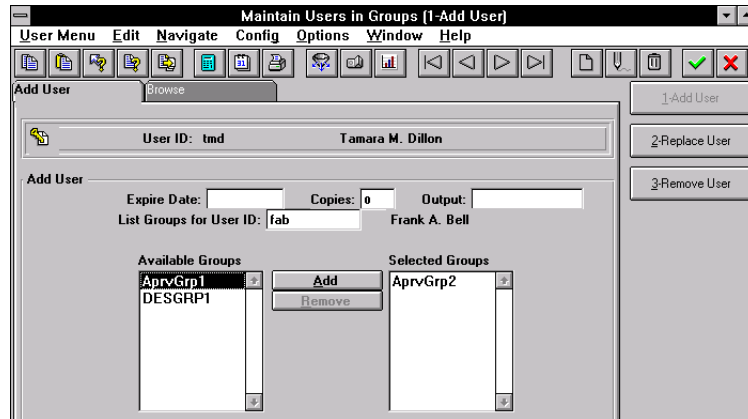 Maintain Users in Groups (1-Add User)
User Menu Edit Navigate Config Options Window Help
Add User Browse
1-Add User
User ID: tmd Tamara M. Dillon
2-Replace User
3-Remove User
Add User
Expire Date: Copies: 0 Output:
List Groups for User ID: fab Frank A. Bell
Available Groups Selected Groups
AprvGrp1 Add AprvGrp2
DESGRP1 Remove